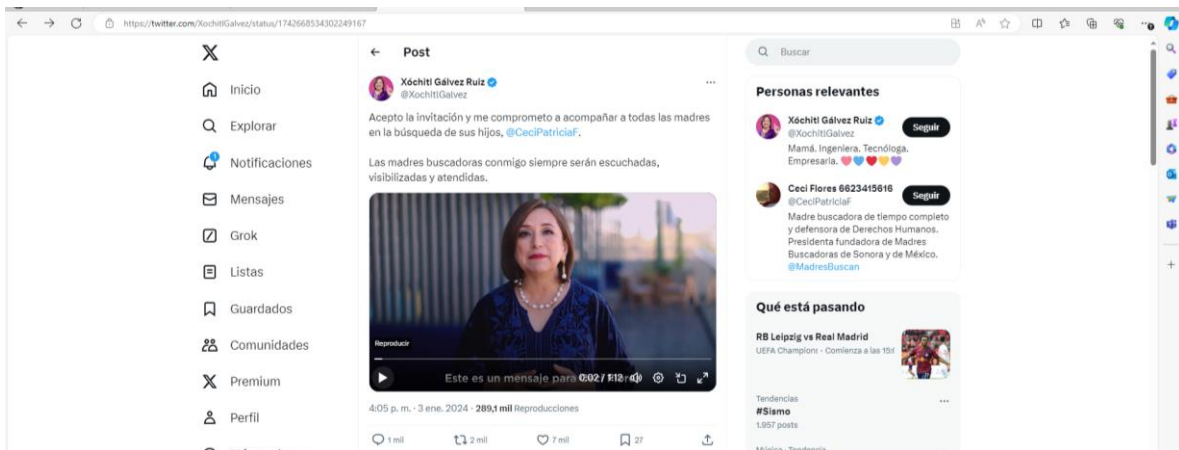 https://twitter.com/XochitlGalvez/status/1742668534302249167
Inicio
Explorar
Notificaciones
Mensajes
Grok
Listas
Guardados
Comunidades
Premium
Perfil
Post
Xóchitl Gálvez Ruiz
@XochitlGalvez
Acepto la invitación y me comprometo a acompañar a todas las madres
en la búsqueda de sus hijos, @CeciPatriciaF.
Las madres buscadoras conmigo siempre serán escuchadas,
visibilizadas y atendidas.
Reproducir
Este es un mensaje para
0:02 / 1:12
4:05 p. m. · 3 ene. 2024 · 289,1 mil Reproducciones
1 mil
2 mil
7 mil
27
Buscar
Personas relevantes
Xóchitl Gálvez Ruiz
@XochitlGalvez
Seguir
Mamá. Ingeniera. Tecnóloga.
Empresaria.
Ceci Flores 6623415616
@CeciPatriciaF
Seguir
Madre buscadora de tiempo completo
y defensora de Derechos Humanos.
Presidenta fundadora de Madres
Buscadoras de Sonora y de México.
@MadresBuscan
Qué está pasando
RB Leipzig vs Real Madrid
UEFA Champions - Comienza a las
Tendencias
#Sismo
1.957 posts